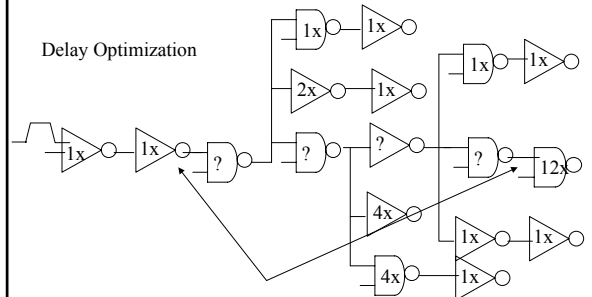 1x 1x
Delay Optimization
1x 1x
2x 1x
1x 1x ? ? ? ? 12x
4x
1x 1x
4x 1x